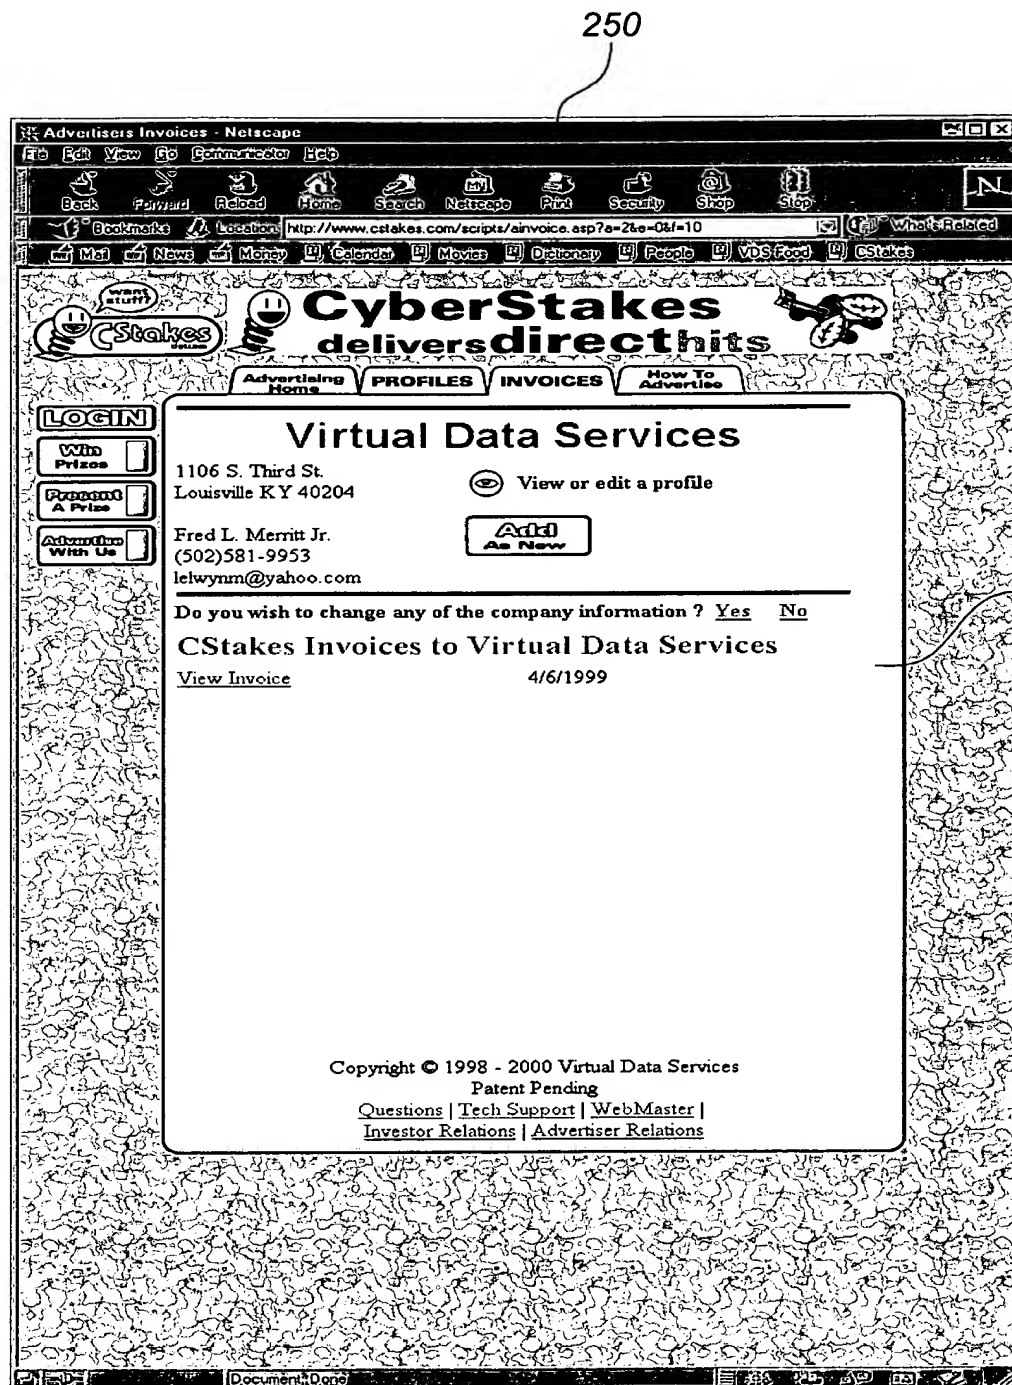 250
Advertisers Invoices - Netscape
File Edit View Go Communicator Help
Back Forward Reload Home Search Netscape Print Security Shop Stop
N
Bookmarks Location: http://www.cstakes.com/scripts/ainvoice.asp?a=2&e=0&f=10 What's Related
Mail News Money Calendar Movies Dictionary People VDS Food CStakes
want stuff?
CStakes
CyberStakes
delivers direct hits
Advertising Home PROFILES INVOICES How To Advertise
LOGIN
Win Prizes
Present A Prize
Advertise With Us
Virtual Data Services
1106 S. Third St.
Louisville KY 40204
View or edit a profile
Fred L. Merritt Jr.
(502)581-9953
lelwynm@yahoo.com
Add As New
Do you wish to change any of the company information ? Yes No
CStakes Invoices to Virtual Data Services
View Invoice 4/6/1999
Copyright © 1998 - 2000 Virtual Data Services
Patent Pending
Questions | Tech Support | WebMaster |
Investor Relations | Advertiser Relations
Document: Done